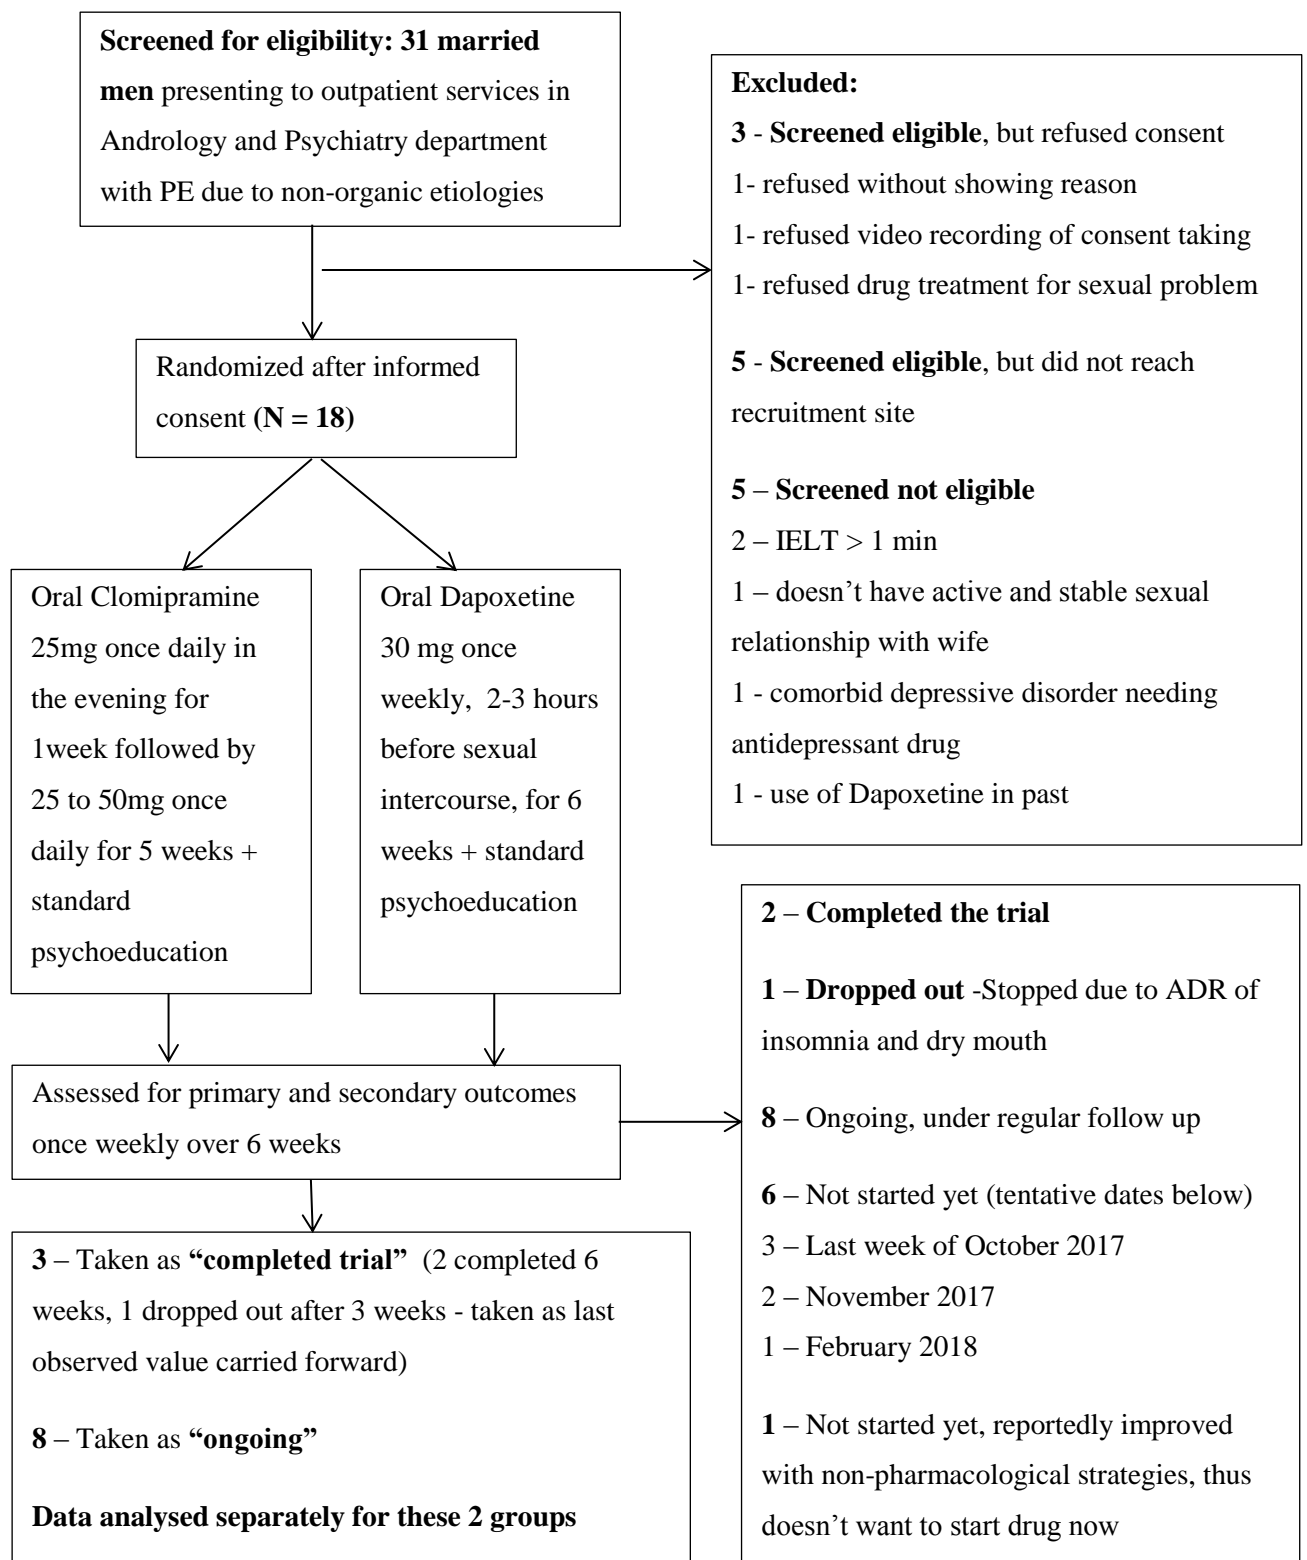 Screened for eligibility: 31 married
men presenting to outpatient services in
Andrology and Psychiatry department
with PE due to non-organic etiologies
Excluded:
3 - Screened eligible, but refused consent
1- refused without showing reason
1- refused video recording of consent taking
1- refused drug treatment for sexual problem
5 - Screened eligible, but did not reach
recruitment site
5 – Screened not eligible
2 – IELT > 1 min
1 – doesn’t have active and stable sexual
relationship with wife
1 - comorbid depressive disorder needing
antidepressant drug
1 - use of Dapoxetine in past
Randomized after informed
consent (N = 18)
Oral Clomipramine
25mg once daily in
the evening for
1week followed by
25 to 50mg once
daily for 5 weeks +
standard
psychoeducation
Oral Dapoxetine
30 mg once
weekly, 2-3 hours
before sexual
intercourse, for 6
weeks + standard
psychoeducation
Assessed for primary and secondary outcomes
once weekly over 6 weeks
2 – Completed the trial
1 – Dropped out -Stopped due to ADR of
insomnia and dry mouth
8 – Ongoing, under regular follow up
6 – Not started yet (tentative dates below)
3 – Last week of October 2017
2 – November 2017
1 – February 2018
1 – Not started yet, reportedly improved
with non-pharmacological strategies, thus
doesn’t want to start drug now
3 – Taken as “completed trial” (2 completed 6
weeks, 1 dropped out after 3 weeks - taken as last
observed value carried forward)
8 – Taken as “ongoing”
Data analysed separately for these 2 groups